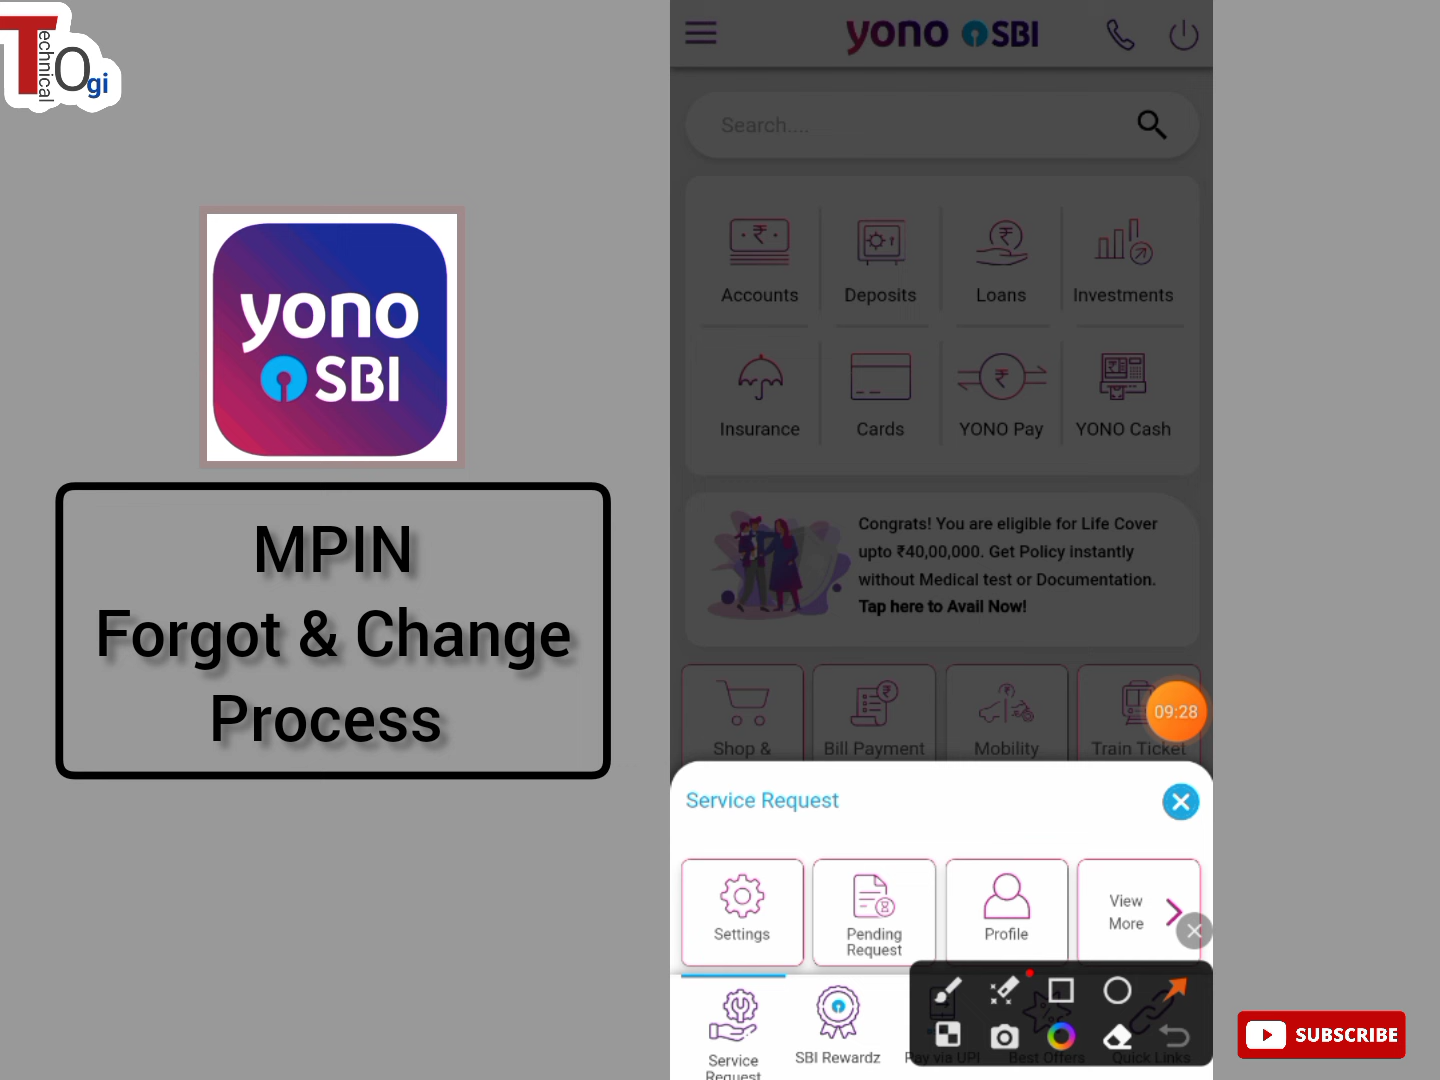 Technical
Ogi
yono SBI
Search....
yono
SBI
Accounts
Deposits
Loans
Investments
Insurance
Cards
YONO Pay
YONO Cash
MPIN
Forgot & Change
Process
Congrats! You are eligible for Life Cover
upto ₹40,00,000. Get Policy instantly
without Medical test or Documentation.
Tap here to Avail Now!
09:28
Shop &
Bill Payment
Mobility
Train Ticket
Service Request
Settings
Pending
Request
Profile
View
More
Service
Request
SBI Rewardz
Pay via UPI
Best Offers
Quick Links
SUBSCRIBE